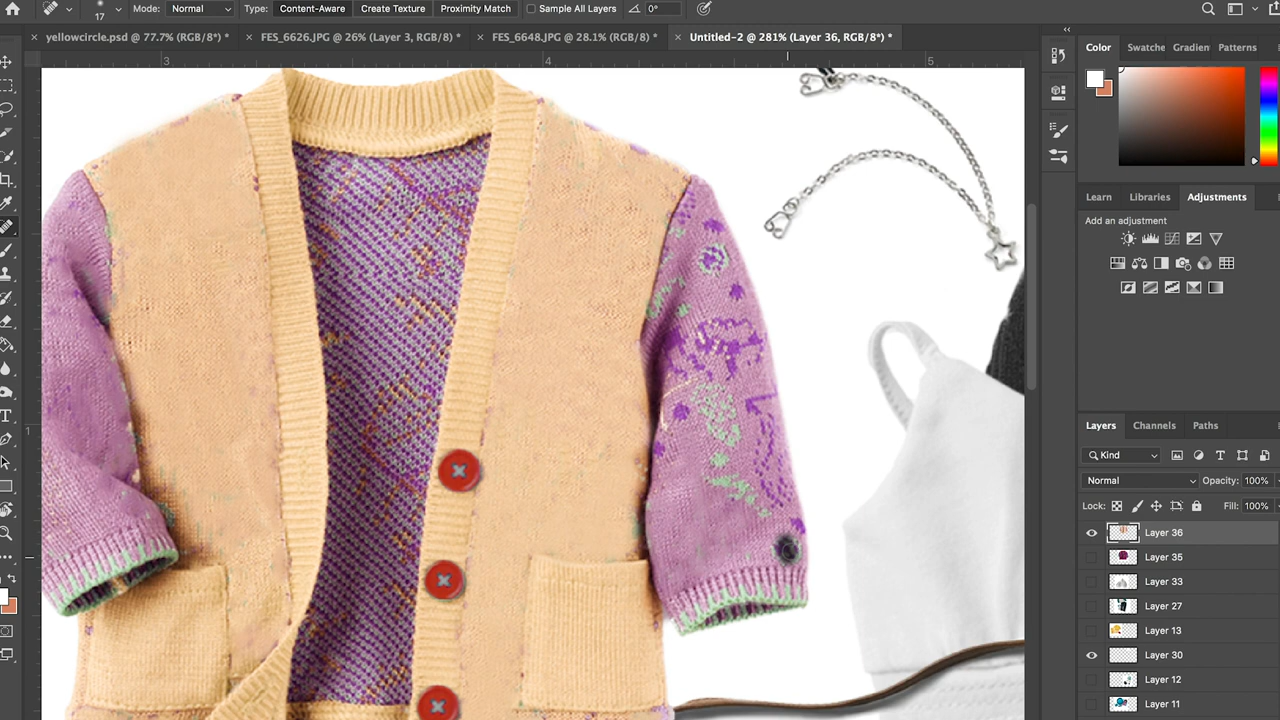 17 Mode: Normal Type: Content-Aware Create Texture Proximity Match Sample All Layers 0°
yellowcircle.psd @ 77.7% (RGB/8*) * FES_6626.JPG @ 26% (Layer 3, RGB/8) * FES_6648.JPG @ 28.1% (RGB/8*) * Untitled-2 @ 281% (Layer 36, RGB/8*) *
3 4 5
1
Color Swatche Gradien Patterns
Learn Libraries Adjustments
Add an adjustment
Layers Channels Paths
Kind
Normal Opacity: 100%
Lock: Fill: 100%
Layer 36
Layer 35
Layer 33
Layer 27
Layer 13
Layer 30
Layer 12
Layer 11